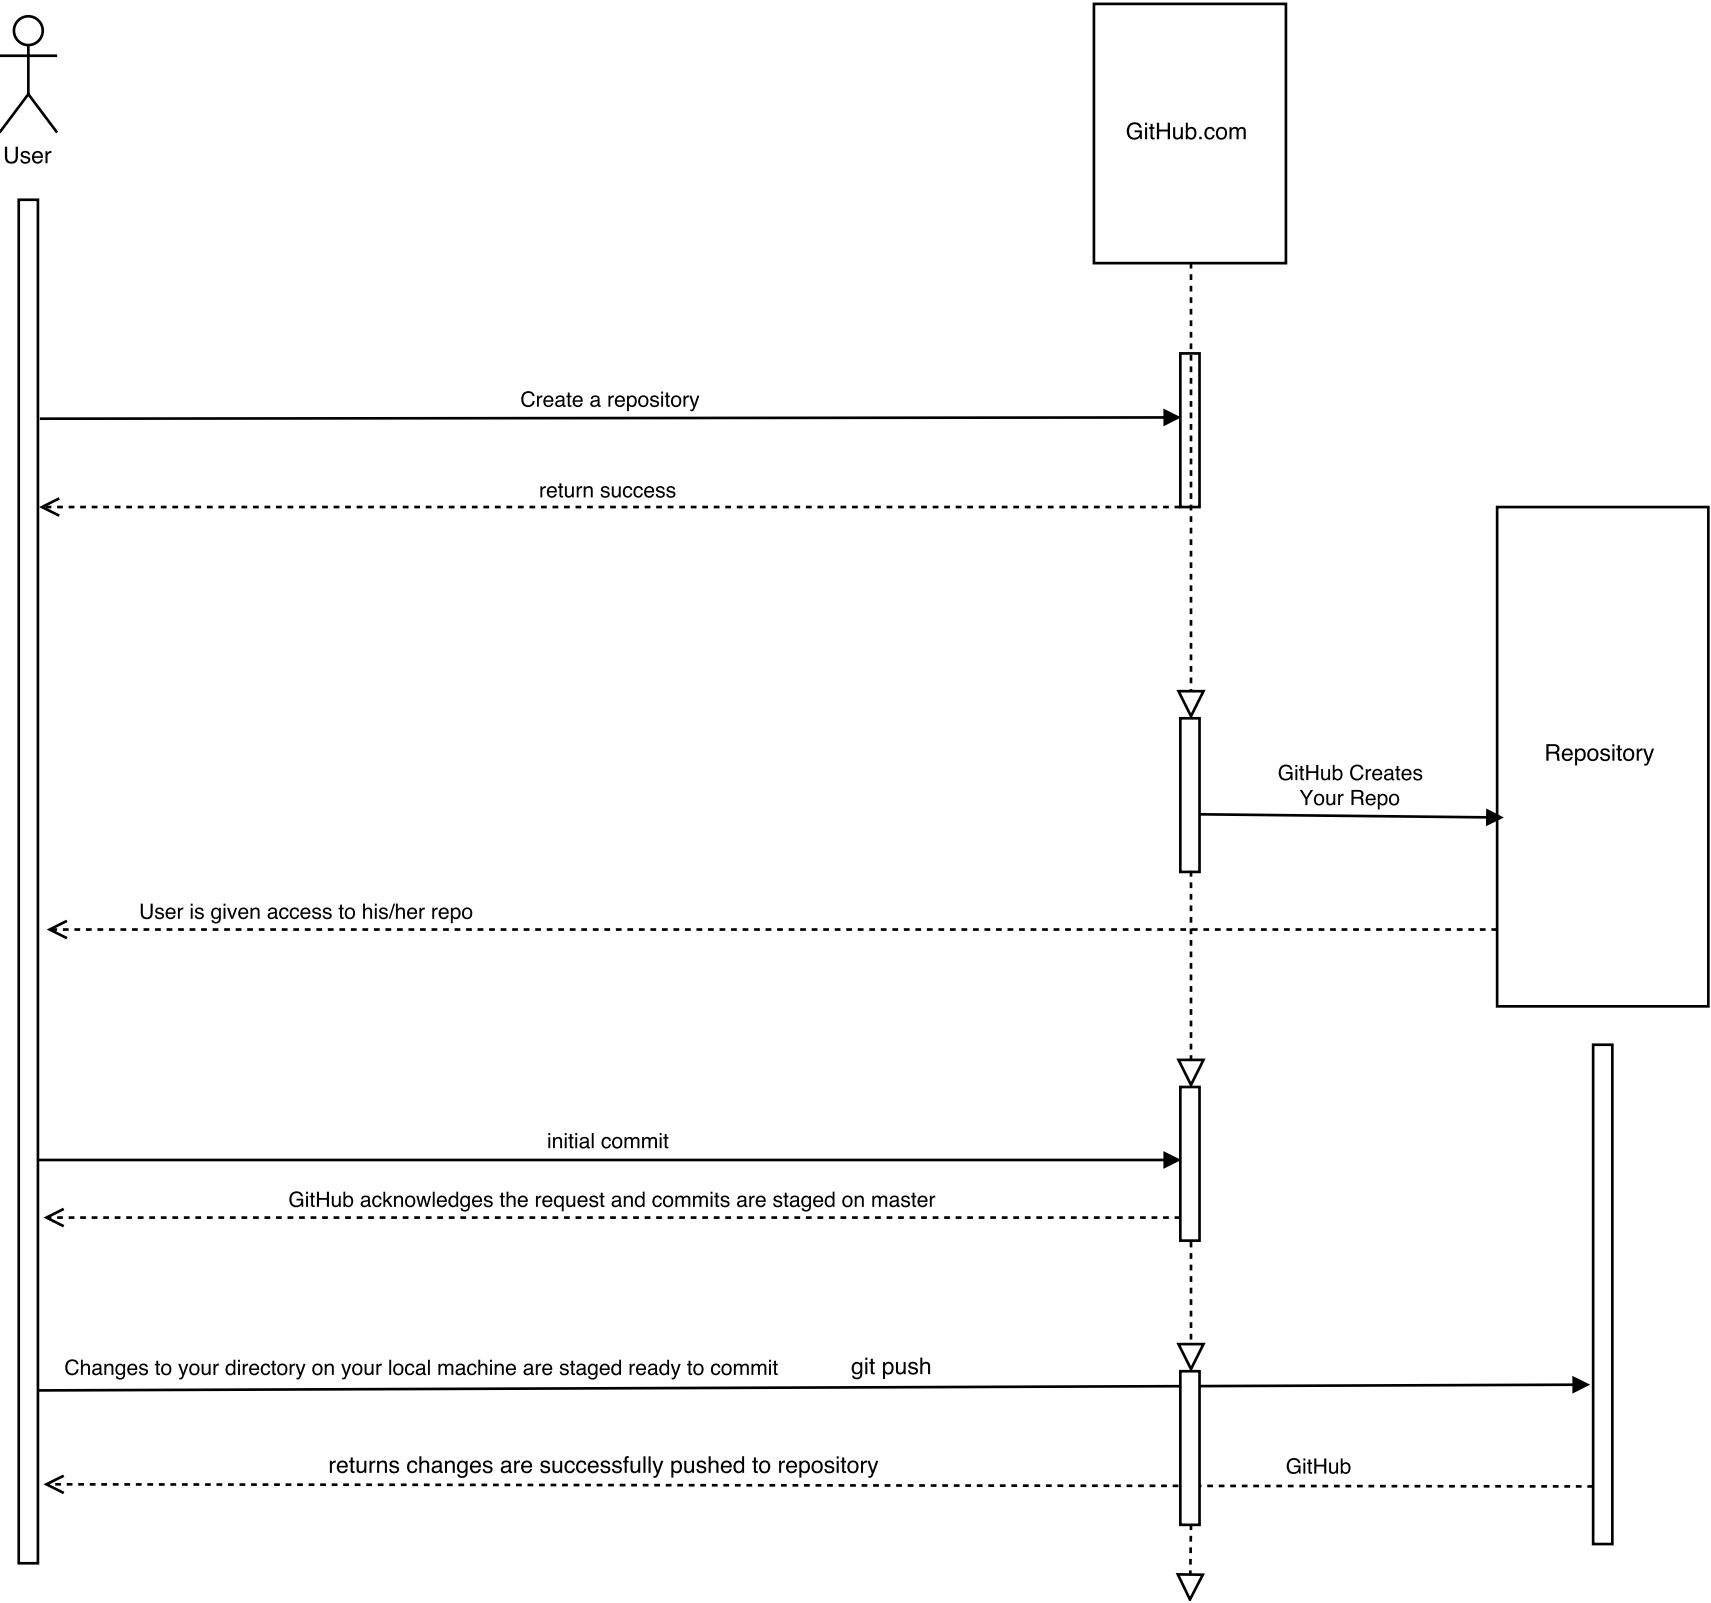 GitHub.com
User
Create a repository
return success
Repository
GitHub Creates
Your Repo
User is given access to his/her repo
initial commit
GitHub acknowledges the request and commits are staged on master
Changes to your directory on your local machine are staged ready to commit
git push
returns changes are successfully pushed to repository
GitHub